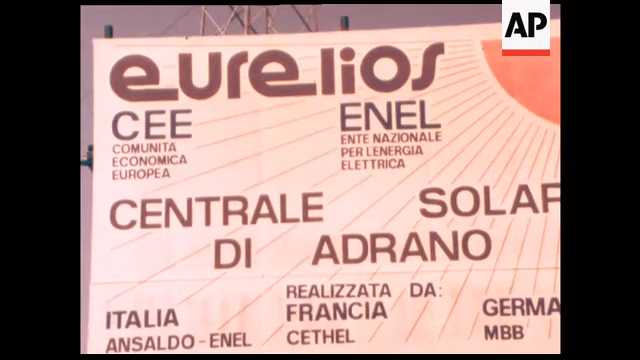 AP
eurelios
CEE
COMUNITA
ECONOMICA
EUROPEA
ENEL
ENTE NAZIONALE
PER L'ENERGIA
ELETTRICA
CENTRALE SOLAR
DI ADRANO
REALIZZATA DA:
ITALIA
ANSALDO-ENEL
FRANCIA
CETHEL
GERMA
MBB